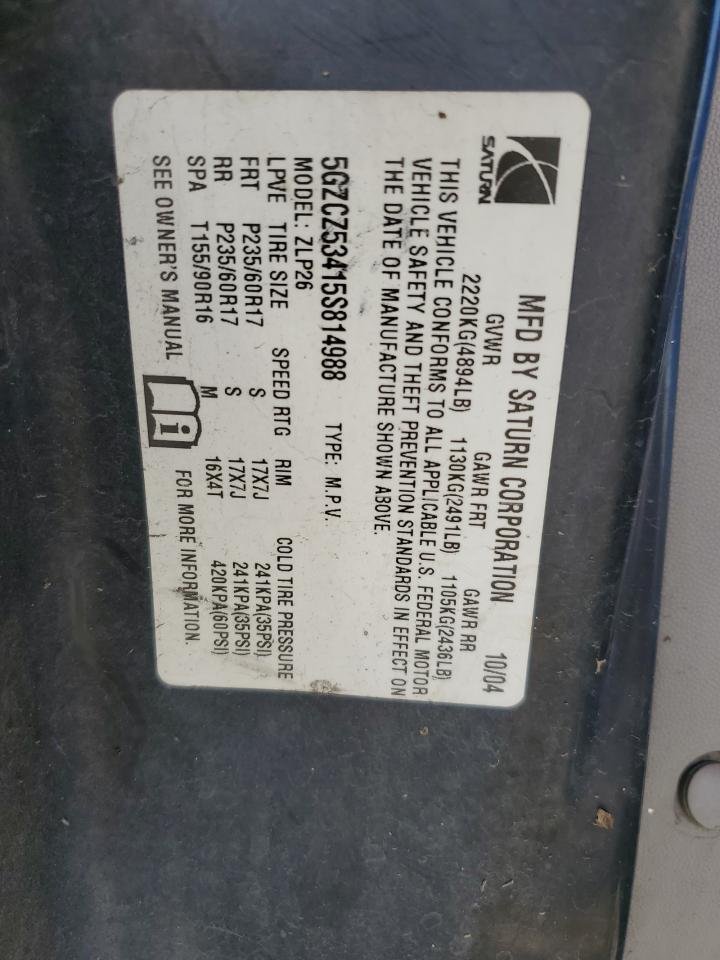 SATURN
MFD BY SATURN CORPORATION 10/04
GVWR GAWR FRT GAWR RR
2220KG(4894LB) 1130KG(2491LB) 1105KG(2436LB)
THIS VEHICLE CONFORMS TO ALL APPLICABLE U.S. FEDERAL MOTOR
VEHICLE SAFETY AND THEFT PREVENTION STANDARDS IN EFFECT ON
THE DATE OF MANUFACTURE SHOWN ABOVE.
5GZCZ53415S814988 TYPE: M.P.V.
MODEL: ZLP26
LPVE TIRE SIZE SPEED RTG RIM COLD TIRE PRESSURE
FRT P235/60R17 S 17X7J 241KPA(35PSI)
RR P235/60R17 S 17X7J 241KPA(35PSI)
SPA T155/90R16 M 16X4T 420KPA(60PSI)
SEE OWNER'S MANUAL i FOR MORE INFORMATION.